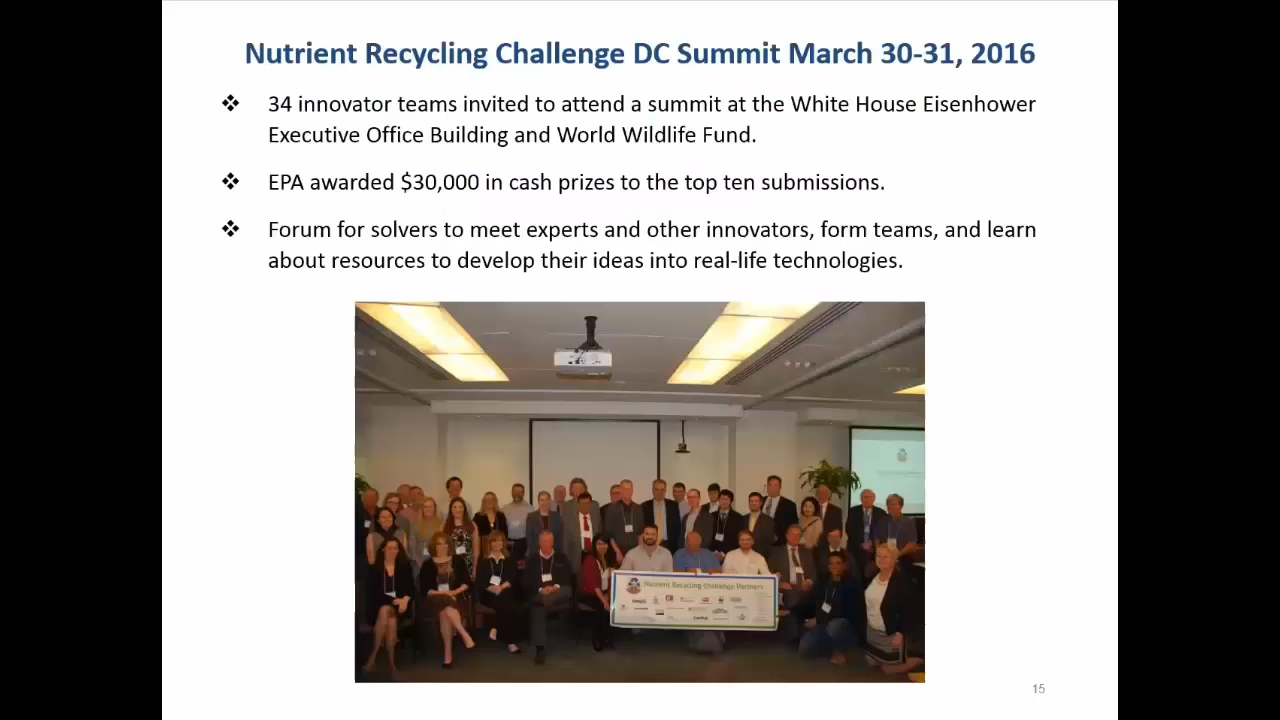 Nutrient Recycling Challenge DC Summit March 30-31, 2016
❖ 34 innovator teams invited to attend a summit at the White House Eisenhower
Executive Office Building and World Wildlife Fund.
❖ EPA awarded $30,000 in cash prizes to the top ten submissions.
❖ Forum for solvers to meet experts and other innovators, form teams, and learn
about resources to develop their ideas into real-life technologies.
Nutrient Recycling Challenge Partners
15